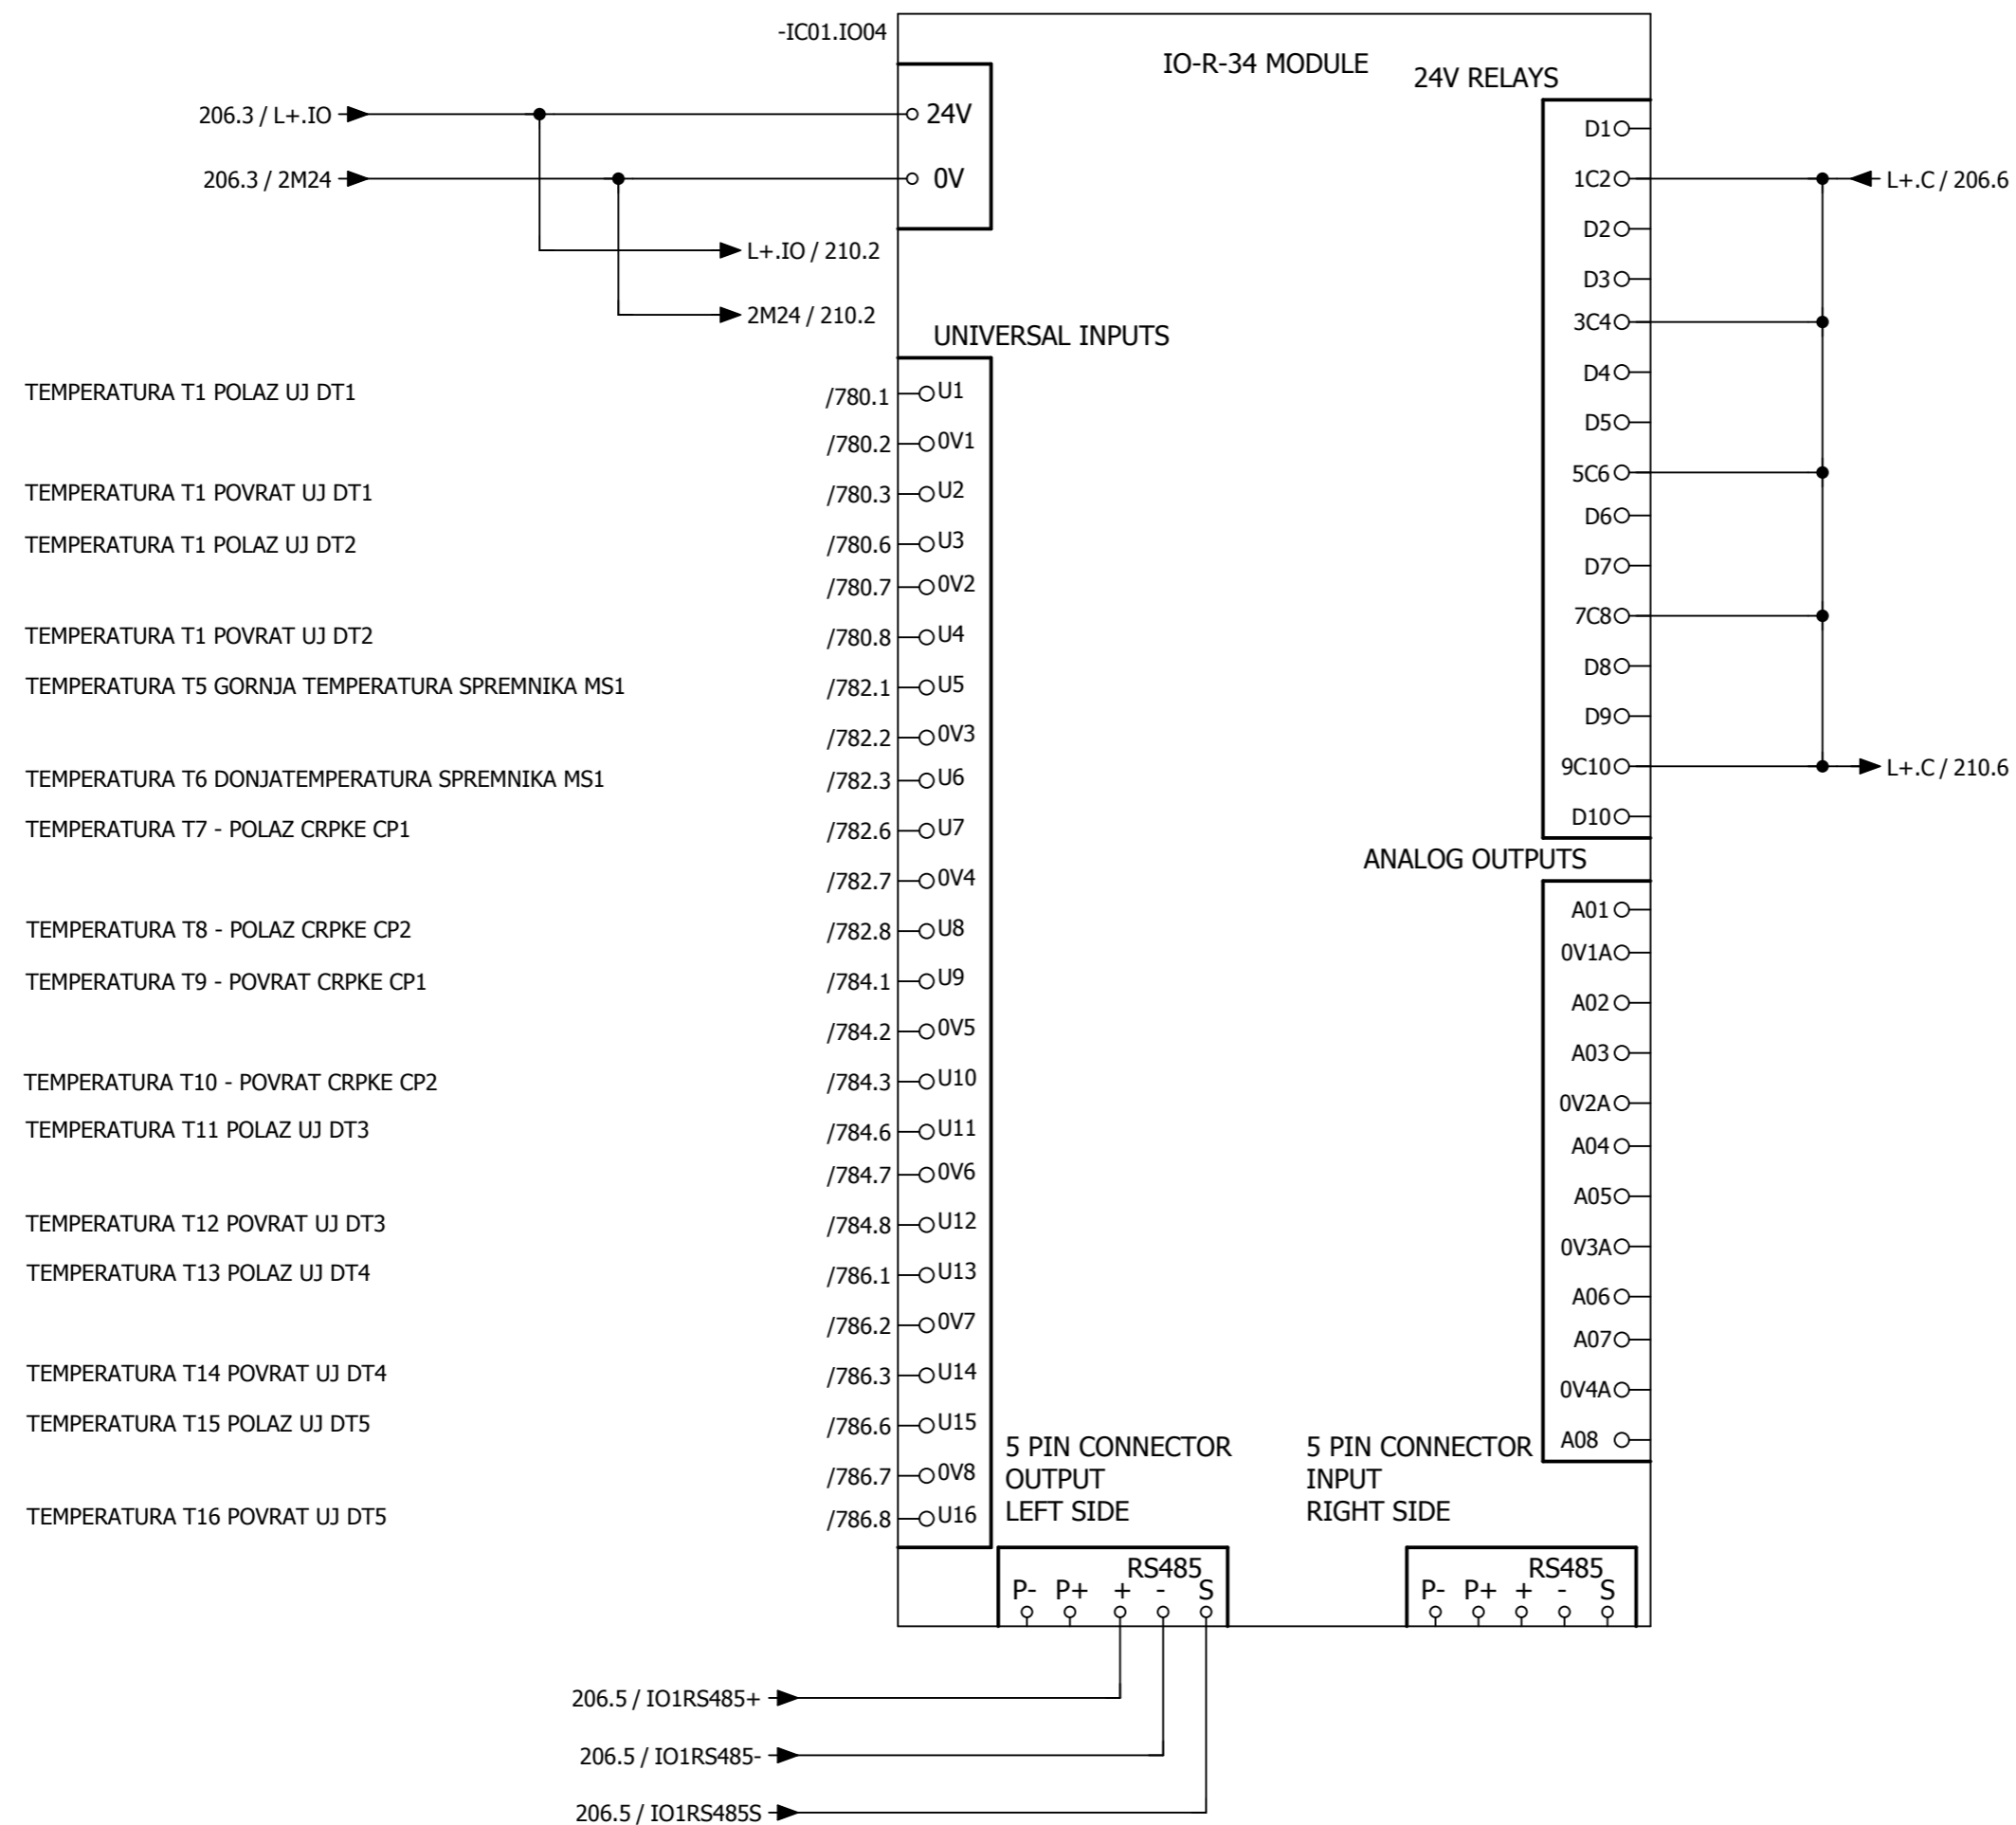 -IC01.IO04
IO-R-34 MODULE
24V RELAYS
206.3 / L+.IO
24V
206.3 / 2M24
0V
L+.IO / 210.2
2M24 / 210.2
UNIVERSAL INPUTS
TEMPERATURA T1 POLAZ UJ DT1 /780.1 U1
/780.2 0V1
TEMPERATURA T1 POVRAT UJ DT1 /780.3 U2
TEMPERATURA T1 POLAZ UJ DT2 /780.6 U3
/780.7 0V2
TEMPERATURA T1 POVRAT UJ DT2 /780.8 U4
TEMPERATURA T5 GORNJA TEMPERATURA SPREMNIKA MS1 /782.1 U5
/782.2 0V3
TEMPERATURA T6 DONJATEMPERATURA SPREMNIKA MS1 /782.3 U6
TEMPERATURA T7 - POLAZ CRPKE CP1 /782.6 U7
/782.7 0V4
TEMPERATURA T8 - POLAZ CRPKE CP2 /782.8 U8
TEMPERATURA T9 - POVRAT CRPKE CP1 /784.1 U9
/784.2 0V5
TEMPERATURA T10 - POVRAT CRPKE CP2 /784.3 U10
TEMPERATURA T11 POLAZ UJ DT3 /784.6 U11
/784.7 0V6
TEMPERATURA T12 POVRAT UJ DT3 /784.8 U12
TEMPERATURA T13 POLAZ UJ DT4 /786.1 U13
/786.2 0V7
TEMPERATURA T14 POVRAT UJ DT4 /786.3 U14
TEMPERATURA T15 POLAZ UJ DT5 /786.6 U15
/786.7 0V8
TEMPERATURA T16 POVRAT UJ DT5 /786.8 U16
D1
1C2 L+.C / 206.6
D2
D3
3C4
D4
D5
5C6
D6
D7
7C8
D8
D9
9C10 L+.C / 210.6
D10
ANALOG OUTPUTS
A01
0V1A
A02
A03
0V2A
A04
A05
0V3A
A06
A07
0V4A
A08
5 PIN CONNECTOR
OUTPUT
LEFT SIDE
5 PIN CONNECTOR
INPUT
RIGHT SIDE
RS485
P- P+ + - S
RS485
P- P+ + - S
206.5 / IO1RS485+
206.5 / IO1RS485-
206.5 / IO1RS485S